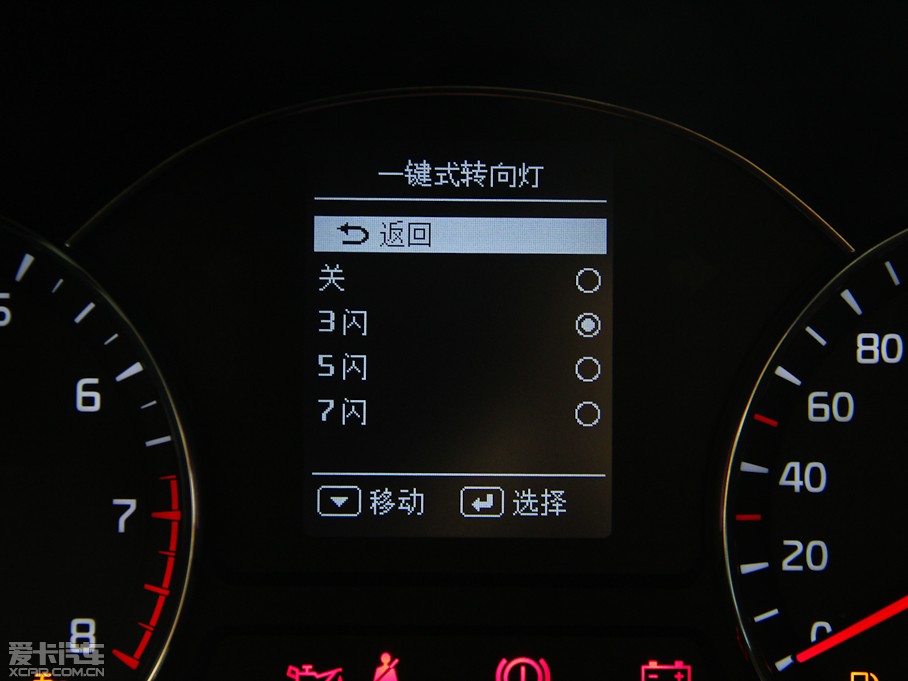 一键式转向灯
返回
关
3闪
5闪
7闪
移动 选择
6
7
8
80
60
40
20
0
爱卡汽车
XCAR.COM.CN